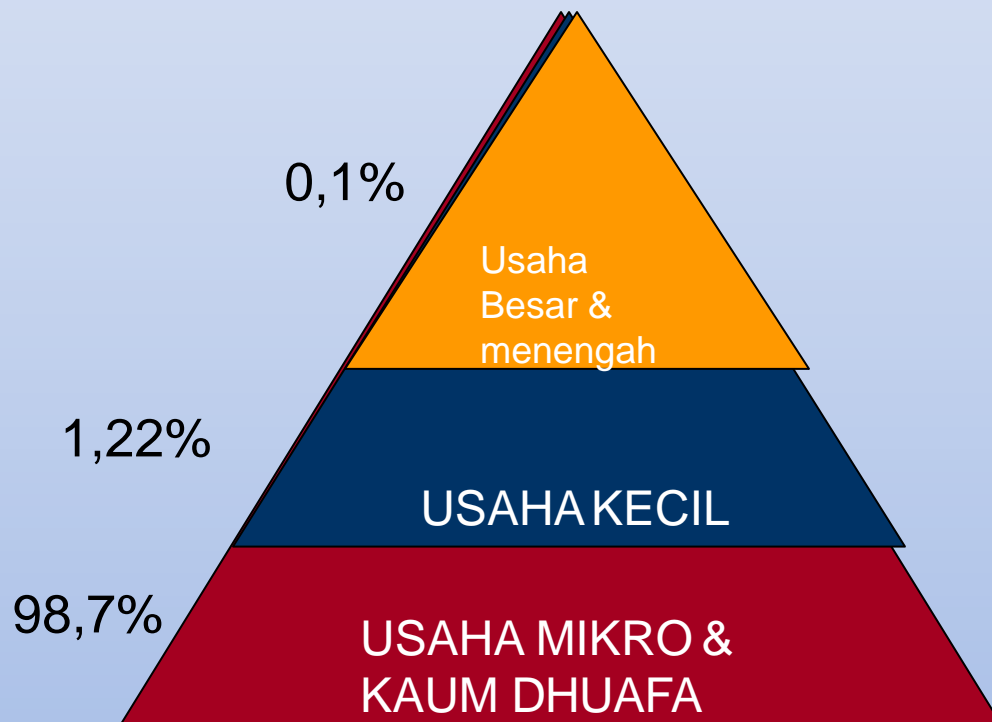 0,1%
Usaha
Besar &
menengah
1,22%
USAHA KECIL
98,7%
USAHA MIKRO &
KAUM DHUAFA